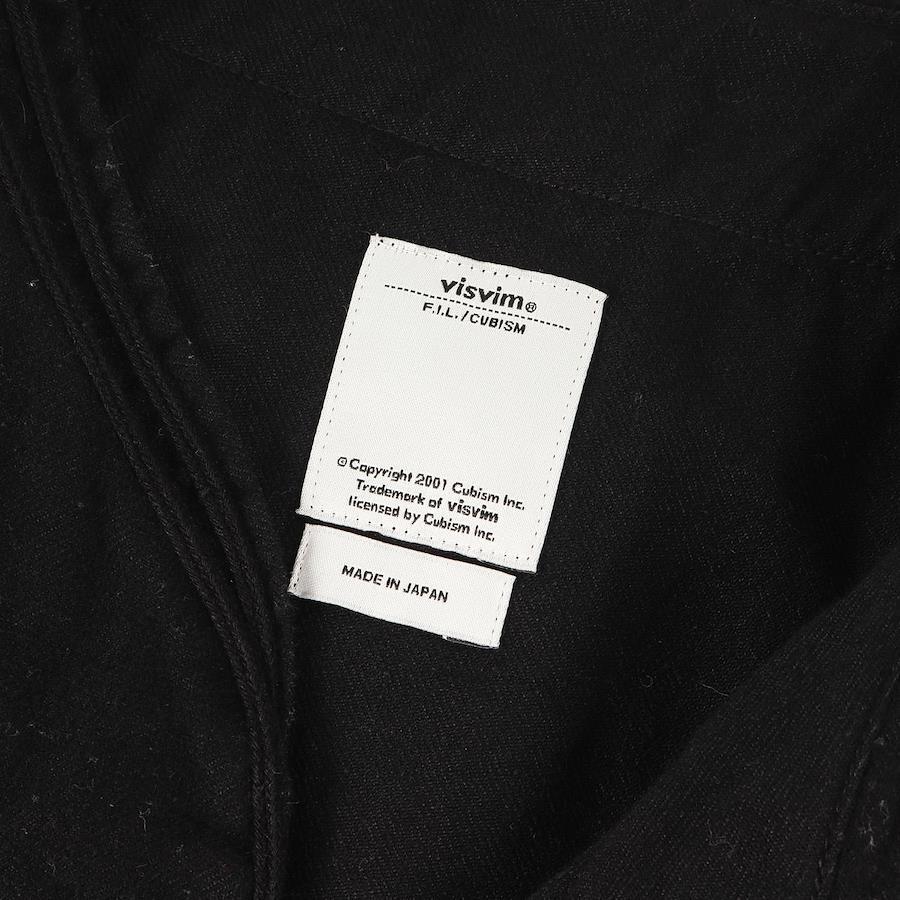 visvim®
F.I.L./CUBISM
© Copyright 2001 Cubism Inc.
Trademark of visvim
licensed by Cubism Inc.
MADE IN JAPAN